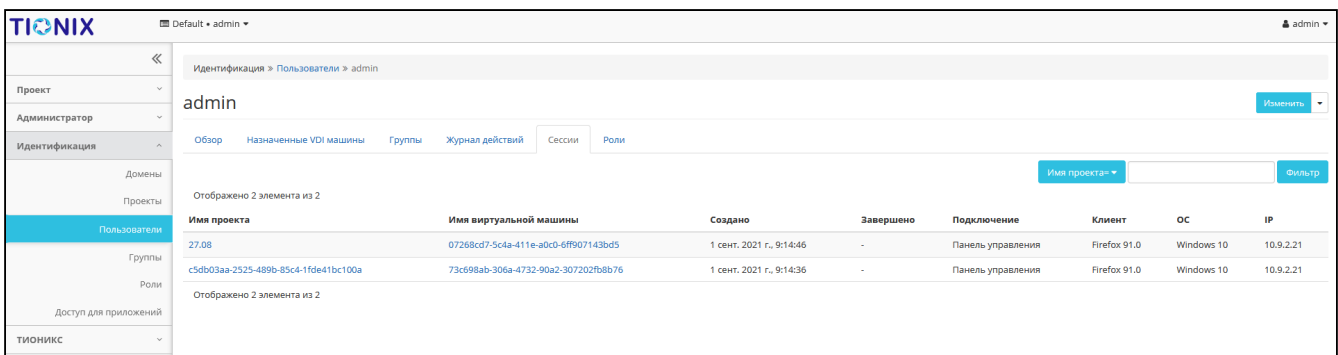 TIONIX
Default • admin
admin
Идентификация » Пользователи » admin
Проект
Администратор
Идентификация
Домены
Проекты
Пользователи
Группы
Роли
Доступ для приложений
ТИОНИКС
admin
Изменить
Обзор Назначенные VDI машины Группы Журнал действий Сессии Роли
Имя проекта= Фильтр
Отображено 2 элемента из 2
Имя проекта Имя виртуальной машины Создано Завершено Подключение Клиент ОС IP
27.08 07268cd7-5c4a-411e-a0c0-6ff907143bd5 1 сент. 2021 г., 9:14:46 - Панель управления Firefox 91.0 Windows 10 10.9.2.21
c5db03aa-2525-489b-85c4-1fde41bc100a 73c698ab-306a-4732-90a2-307202fb8b76 1 сент. 2021 г., 9:14:36 - Панель управления Firefox 91.0 Windows 10 10.9.2.21
Отображено 2 элемента из 2